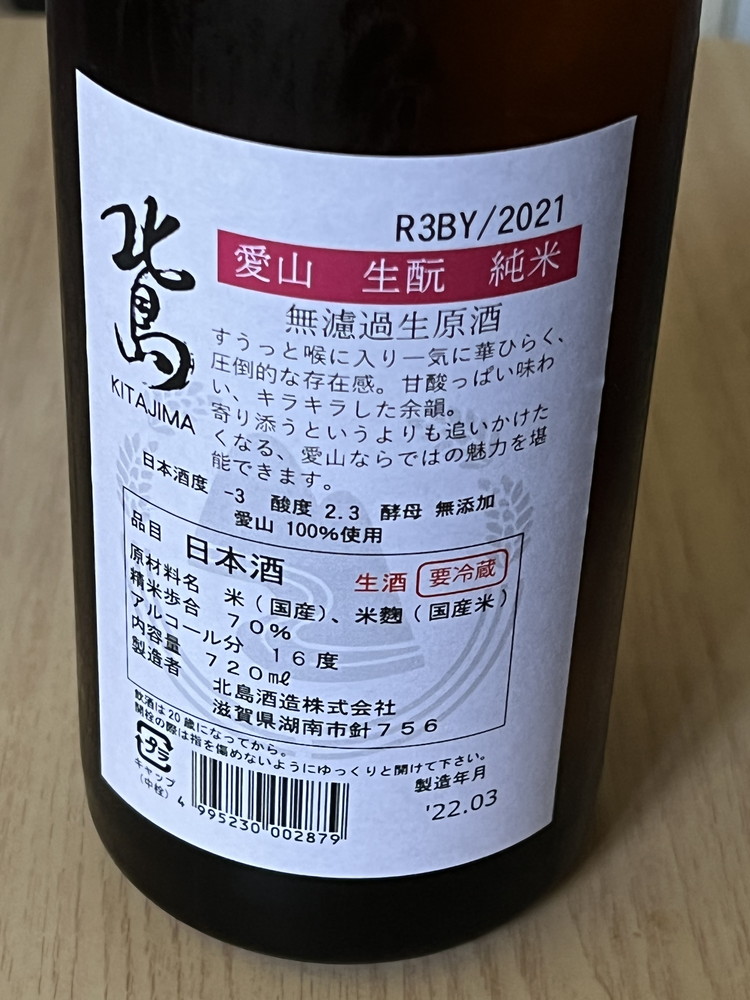 北島
KITAJIMA
R3BY/2021
愛山 生酛 純米
無濾過生原酒
すうっと喉に入り一気に華ひらく、
圧倒的な存在感。甘酸っぱい味わ
い、キラキラした余韻。
寄り添うというよりも追いかけた
くなる、愛山ならではの魅力を堪
能できます。
日本酒度 -3 酸度 2.3 酵母 無添加
愛山 100%使用
品目 日本酒
生酒 要冷蔵
原材料名 米(国産)、米麹(国産米)
精米歩合 70%
アルコール分 16度
内容量 720mℓ
製造者 北島酒造株式会社
滋賀県湖南市針756
飲酒は20歳になってから。
開栓の際は指を傷めないようにゆっくりと開けて下さい。
キャップ
(中栓)
4 995230 002879
製造年月
'22.03